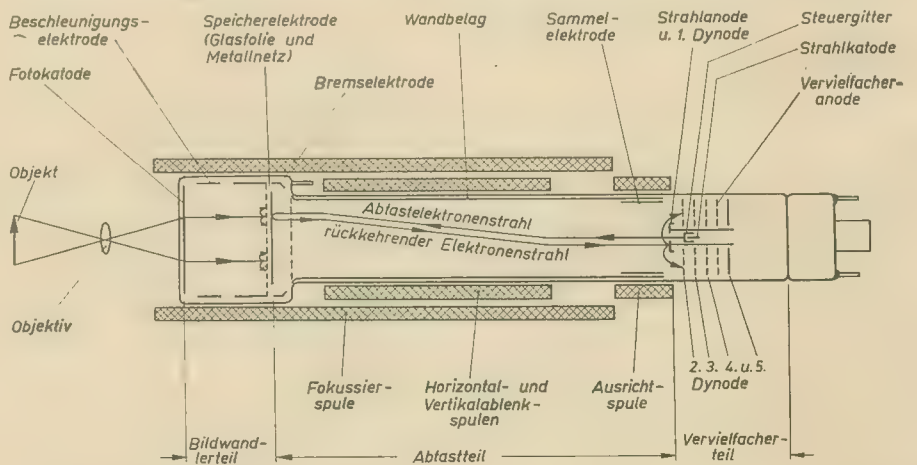 Beschleunigungs-
elektrode
Fotokatode
Speicherelektrode
(Glasfolie und
Metallnetz)
Bremselektrode
Wandbelag
Sammel-
elektrode
Strahlanode
u. 1. Dynode
Steuergitter
Strahlkatode
Vervielfacher-
anode
Objekt
Objektiv
Abtastelektronenstrahl
rückkehrender Elektronenstrahl
Fokussier-
spule
Horizontal- und
Vertikalablenk-
spulen
Ausricht-
spule
2. 3. 4. u. 5.
Dynode
Bildwand-
lerteil
Abtastteil
Vervielfacher-
teil